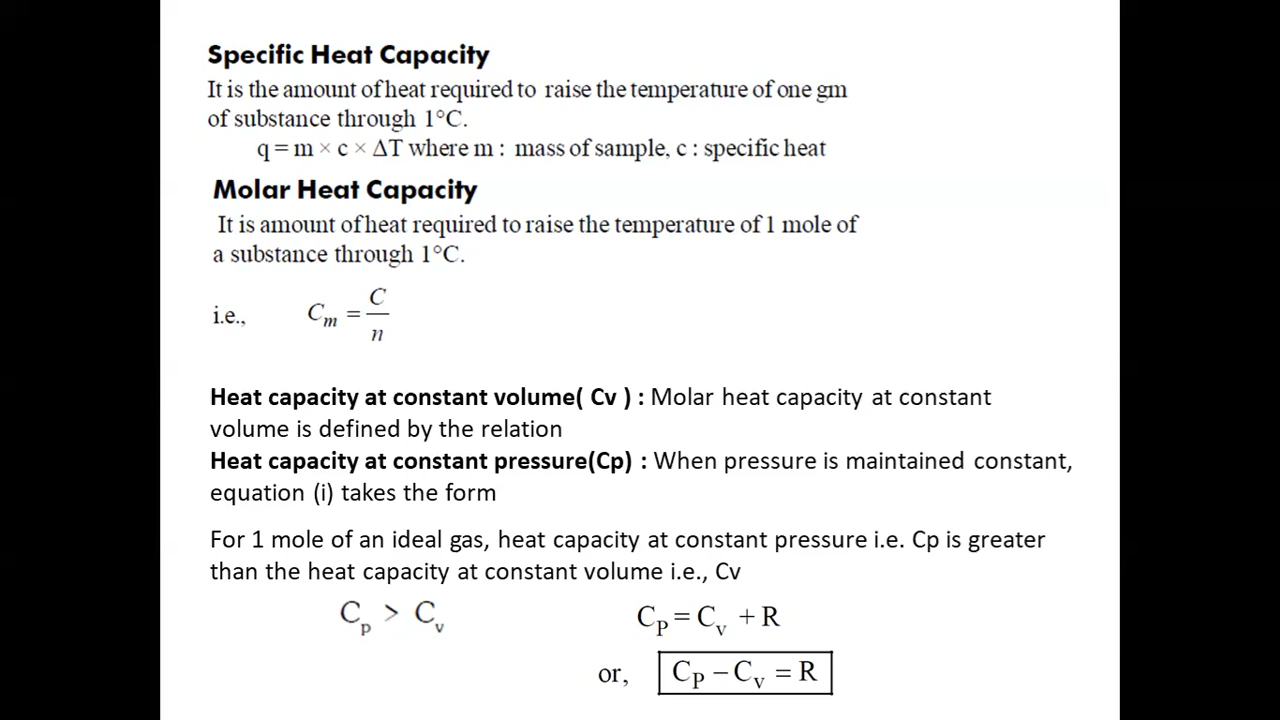 Specific Heat Capacity
It is the amount of heat required to raise the temperature of one gm
of substance through 1°C.
q = m × c × ΔT where m : mass of sample, c : specific heat
Molar Heat Capacity
It is amount of heat required to raise the temperature of 1 mole of
a substance through 1°C.
i.e., C_m = C/n
Heat capacity at constant volume( Cv ) : Molar heat capacity at constant
volume is defined by the relation
Heat capacity at constant pressure(Cp) : When pressure is maintained constant,
equation (i) takes the form
For 1 mole of an ideal gas, heat capacity at constant pressure i.e. Cp is greater
than the heat capacity at constant volume i.e., Cv
C_p > C_v C_P = C_v + R
or, C_P − C_v = R